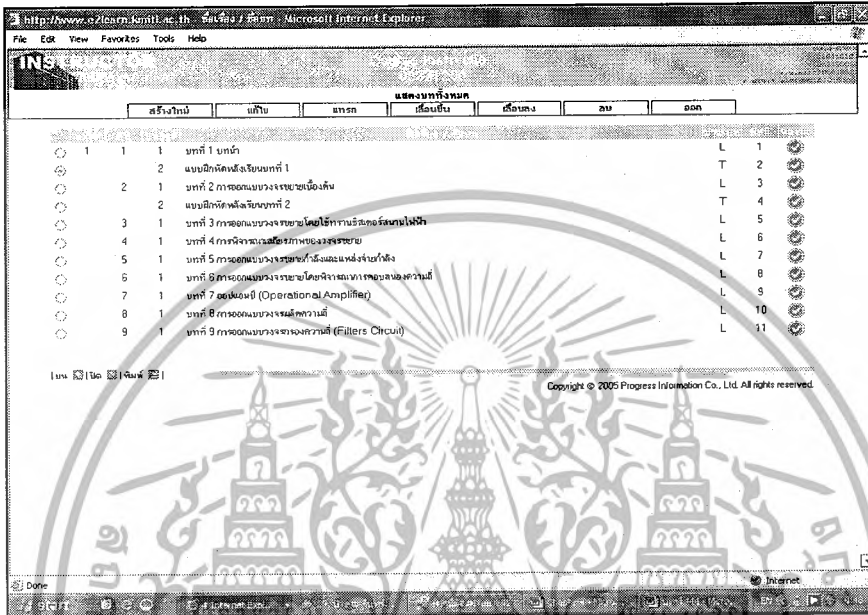 http://www.e2learn.kmitl.ac.th - ชื่อเรื่อง / ชื่อบท - Microsoft Internet Explorer
File Edit View Favorites Tools Help
INSTRUCTOR
แสดงบททั้งหมด
สร้างใหม่ แก้ไข แทรก เลื่อนขึ้น เลื่อนลง ลบ ออก
1 1 1 บทที่ 1 บทนำ L 1
2 แบบฝึกหัดหลังเรียนบทที่ 1 T 2
2 1 บทที่ 2 การออกแบบวงจรขยายเบื้องต้น L 3
2 แบบฝึกหัดหลังเรียนบทที่ 2 T 4
3 1 บทที่ 3 การออกแบบวงจรขยายโดยใช้ทรานซิสเตอร์สนามไฟฟ้า L 5
4 1 บทที่ 4 การพิจารณาเสถียรภาพของวงจรขยาย L 6
5 1 บทที่ 5 การออกแบบวงจรขยายกำลังและแหล่งจ่ายกำลัง L 7
6 1 บทที่ 6 การออกแบบวงจรขยายโดยพิจารณาการตอบสนองความถี่ L 8
7 1 บทที่ 7 ออปแอมป์ (Operational Amplifier) L 9
8 1 บทที่ 8 การออกแบบวงจรผลิตความถี่ L 10
9 1 บทที่ 9 การออกแบบวงจรกรองความถี่ (Filters Circuit) L 11
|บน |ปิด |พิมพ์ |
Copyright © 2005 Progress Information Co., Ltd. All rights reserved.
Done Internet
start